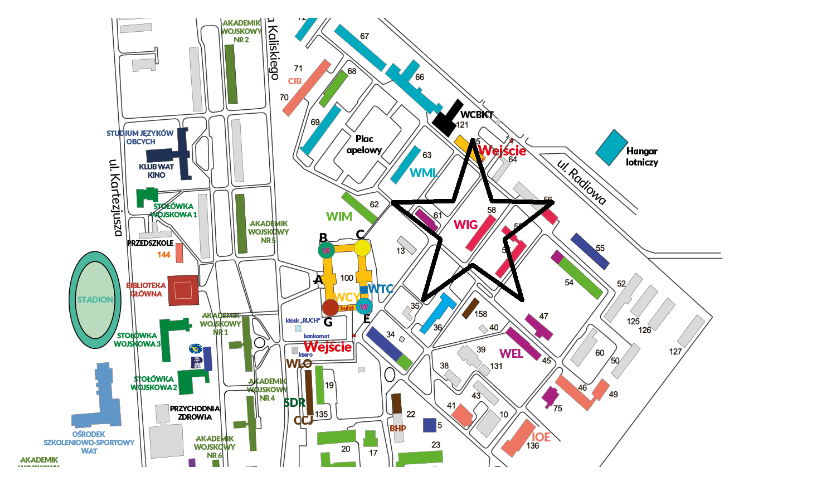 AKADEMIK
WOJSKOWY
NR 2
a Kaliskiego
67
66
71
CIB
70
68
69
WCBKT
121
Plac
apelowy
63
WML
Wejście
64
ul. Radiowa
Hangar
lotniczy
STUDIUM JĘZYKÓW
OBCYCH
KLUB WAT
KINO
ul. Kartezjusza
STOŁÓWKA
WOJSKOWA 1
PRZEDSZKOLE
144
AKADEMIK
WOJSKOWY
NR 5
WIM
62
61
WIG
58
13
55
54
B
C
A
100
WTC
WCY
bufet
G
E
STADION
BIBLIOTEKA
GŁÓWNA
AKADEMIK
WOJSKOWY
NR 1
kiosk „RUCH"
bankomat
Wejście
ksero
WLO
34
35
36
158
40
47
WEL
45
52
125
126
127
60
50
STOŁÓWKA
WOJSKOWA 3
STOŁÓWKA
WOJSKOWA 2
AKADEMIK
WOJSKOWY
NR 4
39
38
131
43
41
10
46
49
75
SDR
CCJ
19
135
PRZYCHODNIA
ZDROWIA
OŚRODEK
SZKOLENIOWO-SPORTOWY
WAT
AKADEMIK
WOJSKOWY
NR 6
22
BHP
5
IOE
136
20
17
23
AKADEMIK
WOJSKOWY